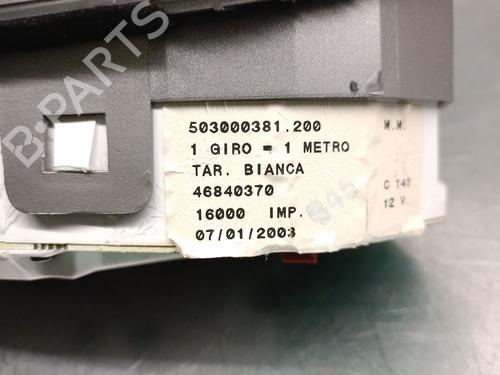 B-PARTS
503000381.200 M.M.
1 GIRO = 1 METRO
TAR. BIANCA
46840370 C 141
16000 IMP. 12 V.
07/01/2003